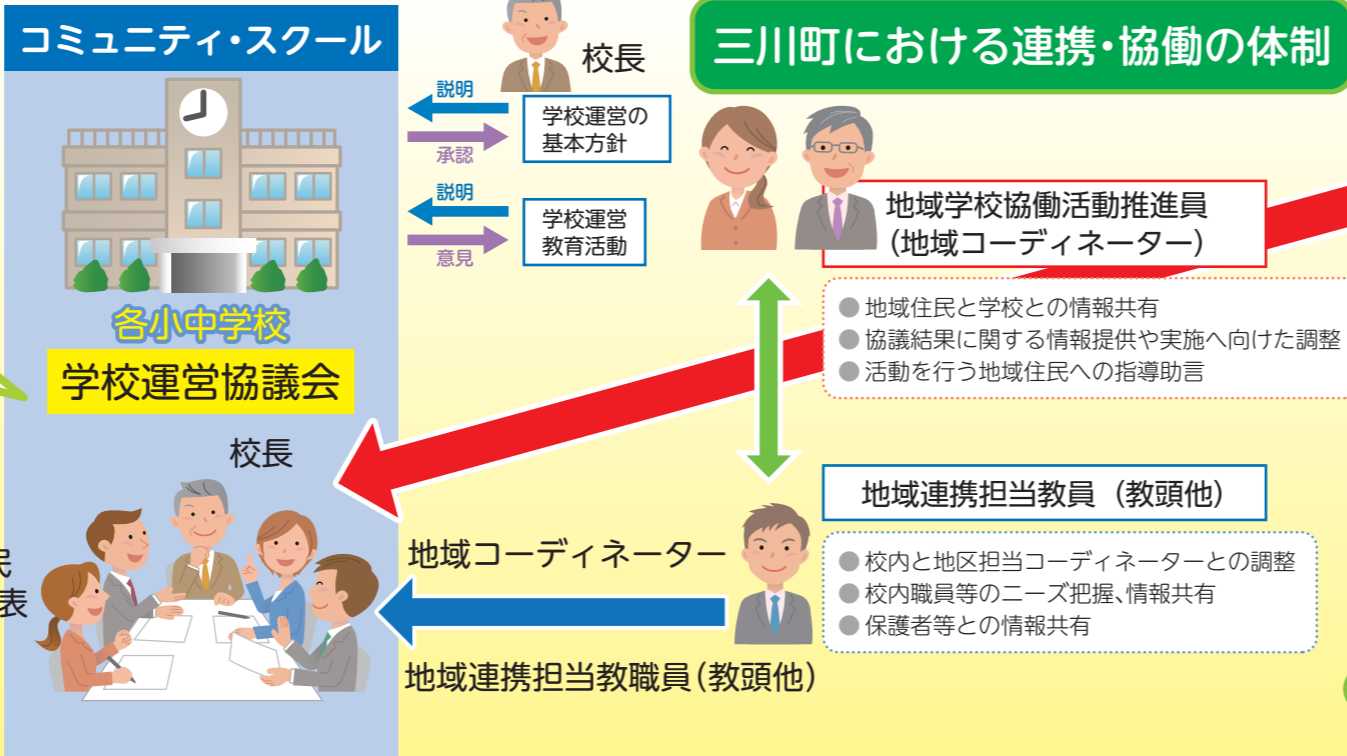 コミュニティ・スクール
校長
三川町における連携・協働の体制
説明
学校運営の
基本方針
承認
説明
学校運営
教育活動
意見
地域学校協働活動推進員
(地域コーディネーター)
● 地域住民と学校との情報共有
● 協議結果に関する情報提供や実施へ向けた調整
● 活動を行う地域住民への指導助言
各小中学校
学校運営協議会
校長
民
表
地域コーディネーター
地域連携担当教職員(教頭他)
地域連携担当教員(教頭他)
● 校内と地区担当コーディネーターとの調整
● 校内職員等のニーズ把握、情報共有
● 保護者等との情報共有